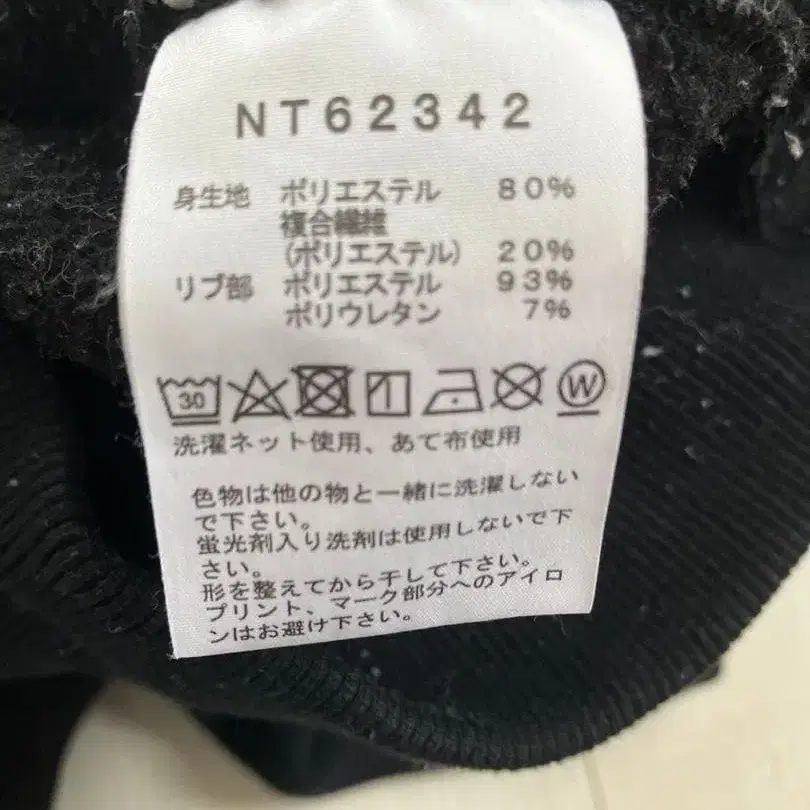 NT62342
身生地 ポリエステル 80%
複合繊維
(ポリエステル) 20%
リブ部 ポリエステル 93%
ポリウレタン 7%
30 W
洗濯ネット使用、あて布使用
色物は他の物と一緒に洗濯しない
で下さい。
蛍光剤入り洗剤は使用しないで下
さい。
形を整えてから干して下さい。
プリント、マーク部分へのアイロ
ンはお避け下さい。